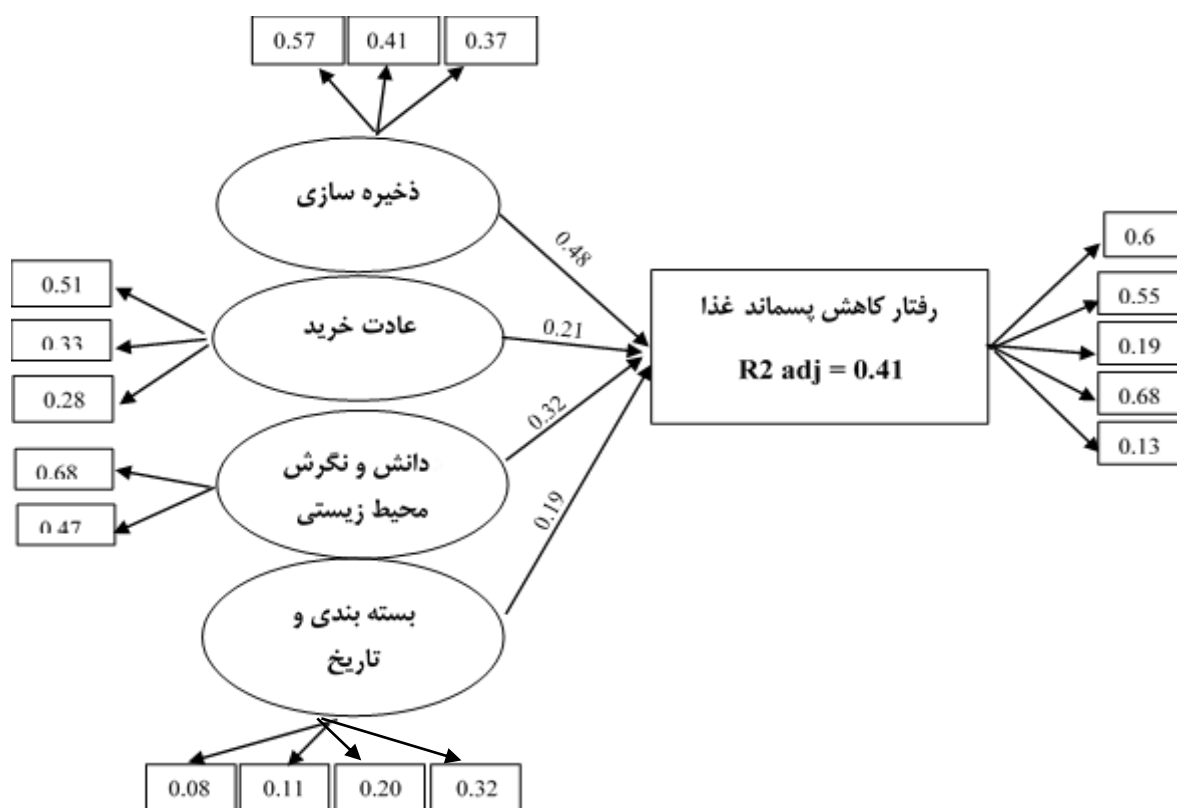 0.57 0.41 0.37
ذخیره سازی
0.48
0.6
0.51
0.55
عادت خرید
0.21
رفتار کاهش پسماند غذا
0.33
0.19
R2 adj = 0.41
0.28
0.68
0.32
0.13
دانش و نگرش
محیط زیستی
0.68
0.47
0.19
بسته بندی و
تاریخ
0.08 0.11 0.20 0.32